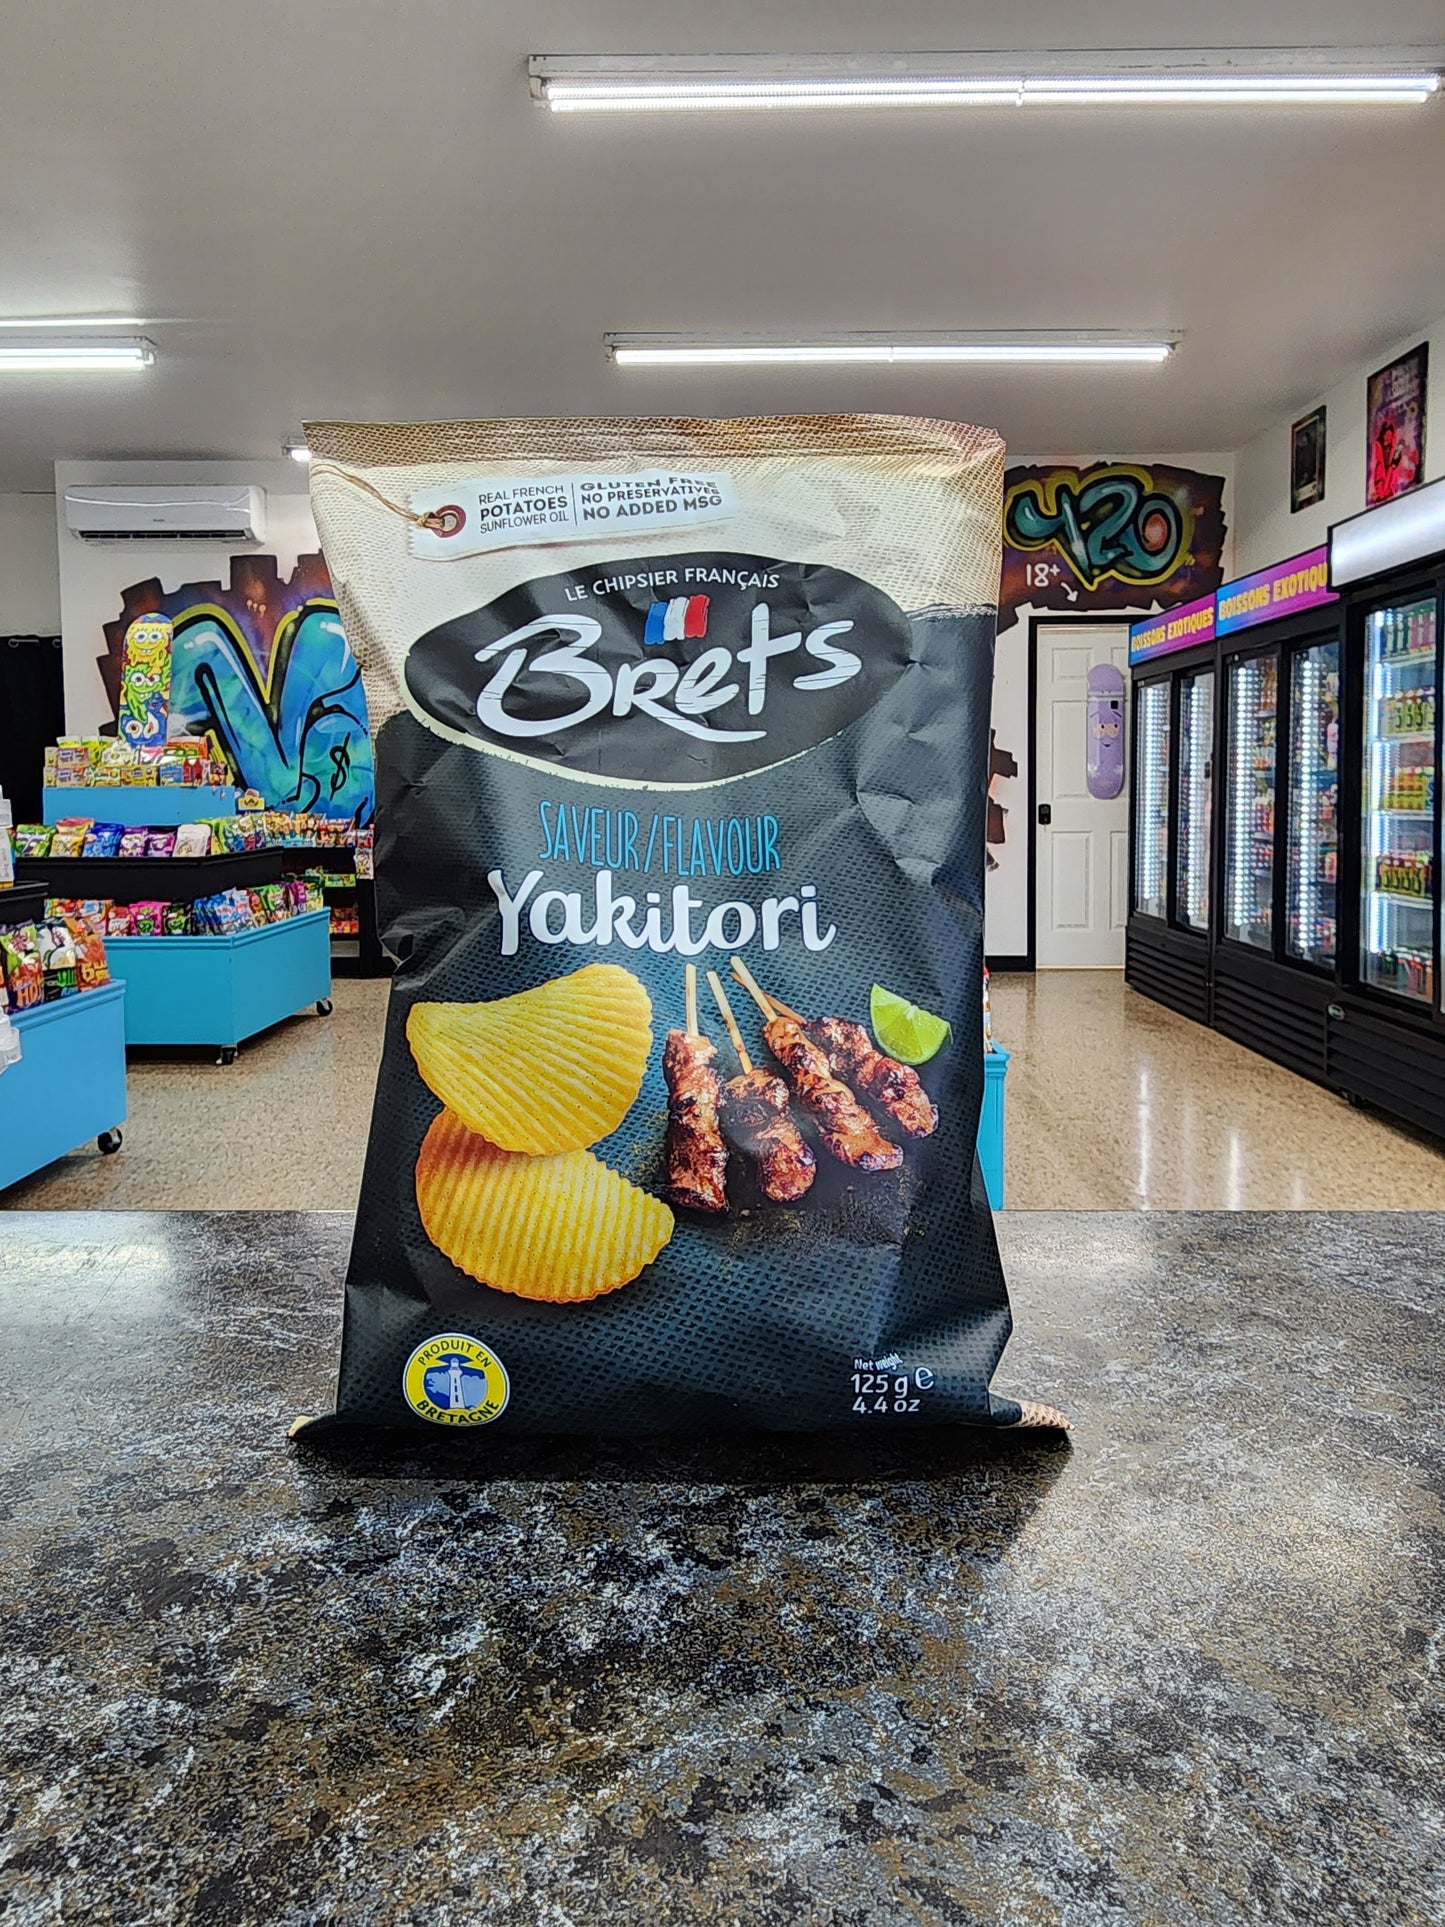 REAL FRENCH
POTATOES
SUNFLOWER OIL
GLUTEN FREE
NO PRESERVATIVES
NO ADDED MSG
LE CHIPSIER FRANÇAIS
Brets
SAVEUR/FLAVOUR
Yakitori
PRODUIT EN
BRETAGNE
Net weight
125 g e
4.4 oz
420
18+
BOISSONS EXOTIQUES
BOISSONS EXOTIQU